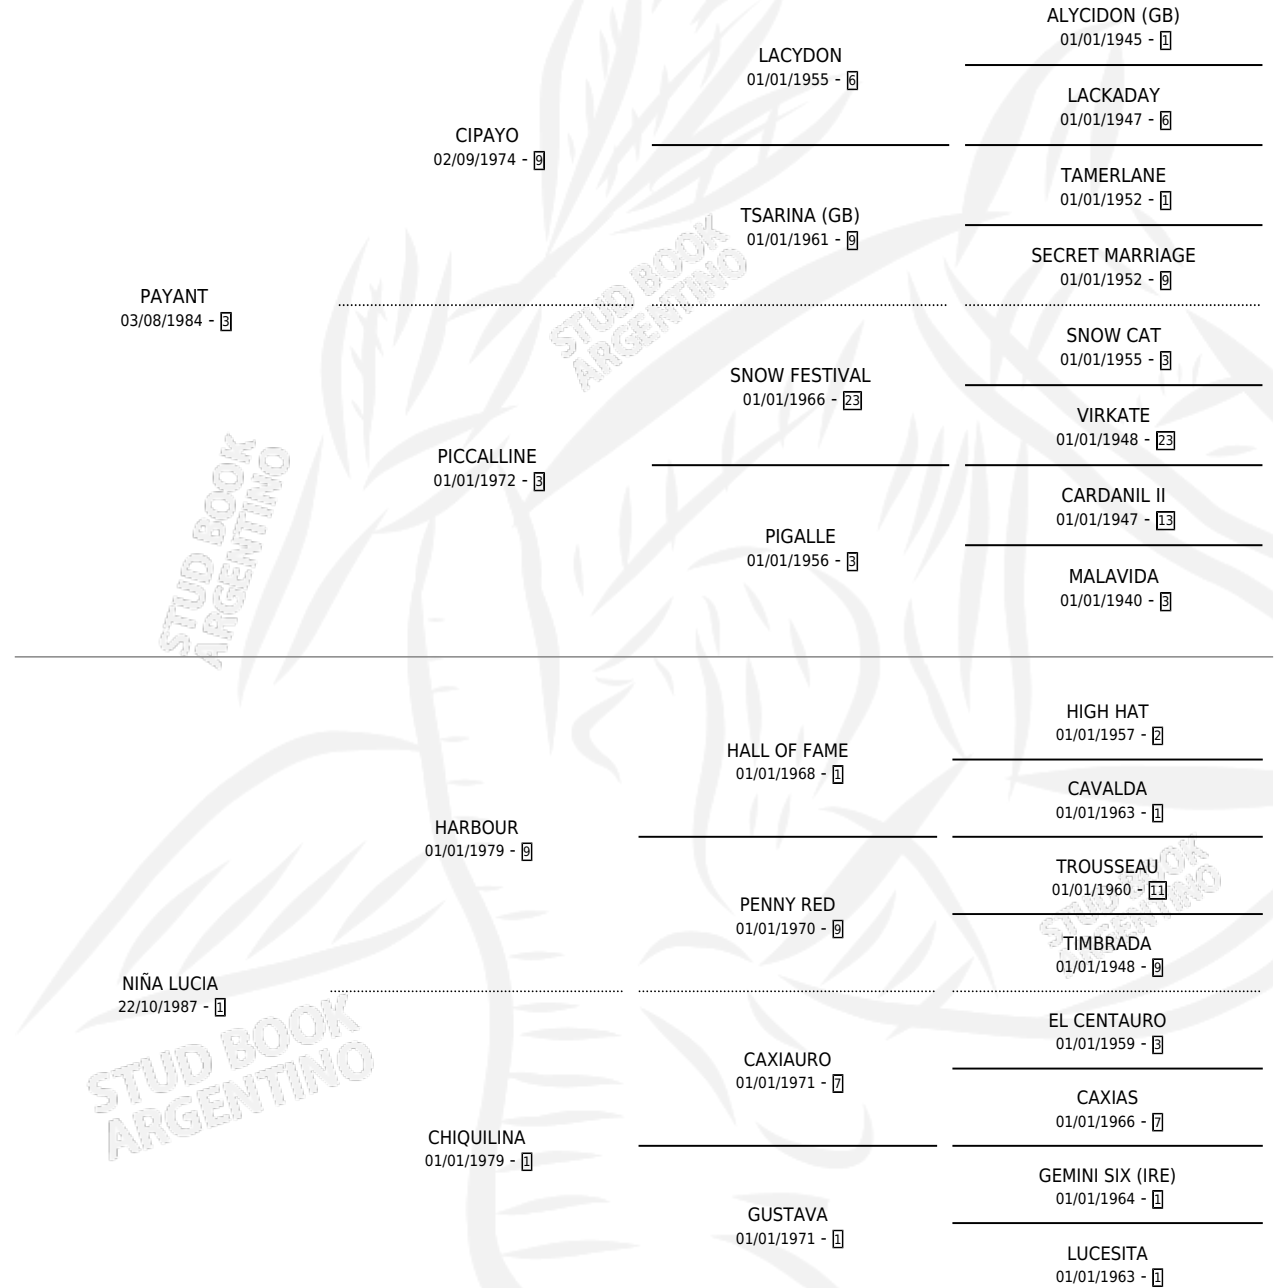 ALYCIDON (GB)
01/01/1945 - 1
LACYDON
01/01/1955 - 6
LACKADAY
01/01/1947 - 6
CIPAYO
02/09/1974 - 9
TAMERLANE
01/01/1952 - 1
TSARINA (GB)
01/01/1961 - 9
SECRET MARRIAGE
01/01/1952 - 9
PAYANT
03/08/1984 - 3
SNOW CAT
01/01/1955 - 3
SNOW FESTIVAL
01/01/1966 - 23
VIRKATE
01/01/1948 - 23
PICCALLINE
01/01/1972 - 3
CARDANIL II
01/01/1947 - 13
PIGALLE
01/01/1956 - 3
MALAVIDA
01/01/1940 - 3
HIGH HAT
01/01/1957 - 2
HALL OF FAME
01/01/1968 - 1
CAVALDA
01/01/1963 - 1
HARBOUR
01/01/1979 - 9
TROUSSEAU
01/01/1960 - 11
PENNY RED
01/01/1970 - 9
TIMBRADA
01/01/1948 - 9
NIÑA LUCIA
22/10/1987 - 1
EL CENTAURO
01/01/1959 - 3
CAXIAURO
01/01/1971 - 7
CAXIAS
01/01/1966 - 7
CHIQUILINA
01/01/1979 - 1
GEMINI SIX (IRE)
01/01/1964 - 1
GUSTAVA
01/01/1971 - 1
LUCESITA
01/01/1963 - 1
STUD BOOK
ARGENTINO
STUD BOOK
ARGENTINO
STUD BOOK
ARGENTINO
STUD BOOK
ARGENTINO